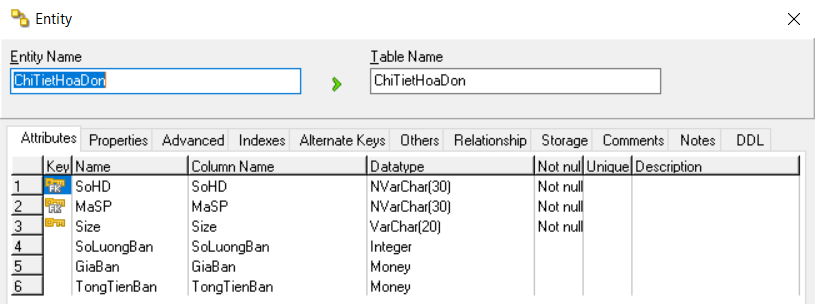 Entity
Entity Name
Table Name
ChiTietHoaDon
ChiTietHoaDon
Attributes Properties Advanced Indexes Alternate Keys Others Relationship Storage Comments Notes DDL
Key Name Column Name Datatype Not nul Unique Description
1 FK SoHD SoHD NVarChar(30) Not null
2 FK MaSP MaSP NVarChar(30) Not null
3 Size Size VarChar(20) Not null
4 SoLuongBan SoLuongBan Integer
5 GiaBan GiaBan Money
6 TongTienBan TongTienBan Money